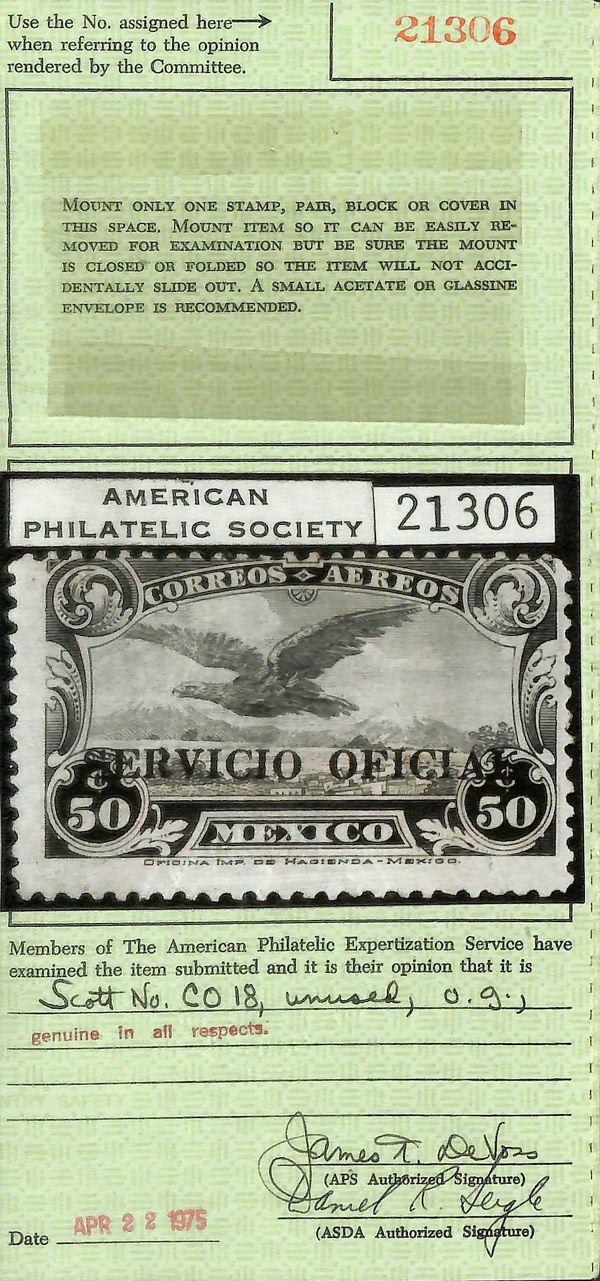 Use the No. assigned here→
when referring to the opinion
rendered by the Committee.
21306
MOUNT ONLY ONE STAMP, PAIR, BLOCK OR COVER IN
THIS SPACE. MOUNT ITEM SO IT CAN BE EASILY RE-
MOVED FOR EXAMINATION BUT BE SURE THE MOUNT
IS CLOSED OR FOLDED SO THE ITEM WILL NOT ACCI-
DENTALLY SLIDE OUT. A SMALL ACETATE OR GLASSINE
ENVELOPE IS RECOMMENDED.
AMERICAN
PHILATELIC SOCIETY
21306
CORREOS AEREOS
SERVICIO OFICIAL
50 50
MEXICO
OFICINA IMP. DE HACIENDA-MEXICO.
Members of The American Philatelic Expertization Service have
examined the item submitted and it is their opinion that it is
Scott No. CO 18, unused, o.g.,
genuine in all respects.
James T. DeVoss
(APS Authorized Signature)
Daniel R.
(ASDA Authorized Signature)
Date APR 22 1975